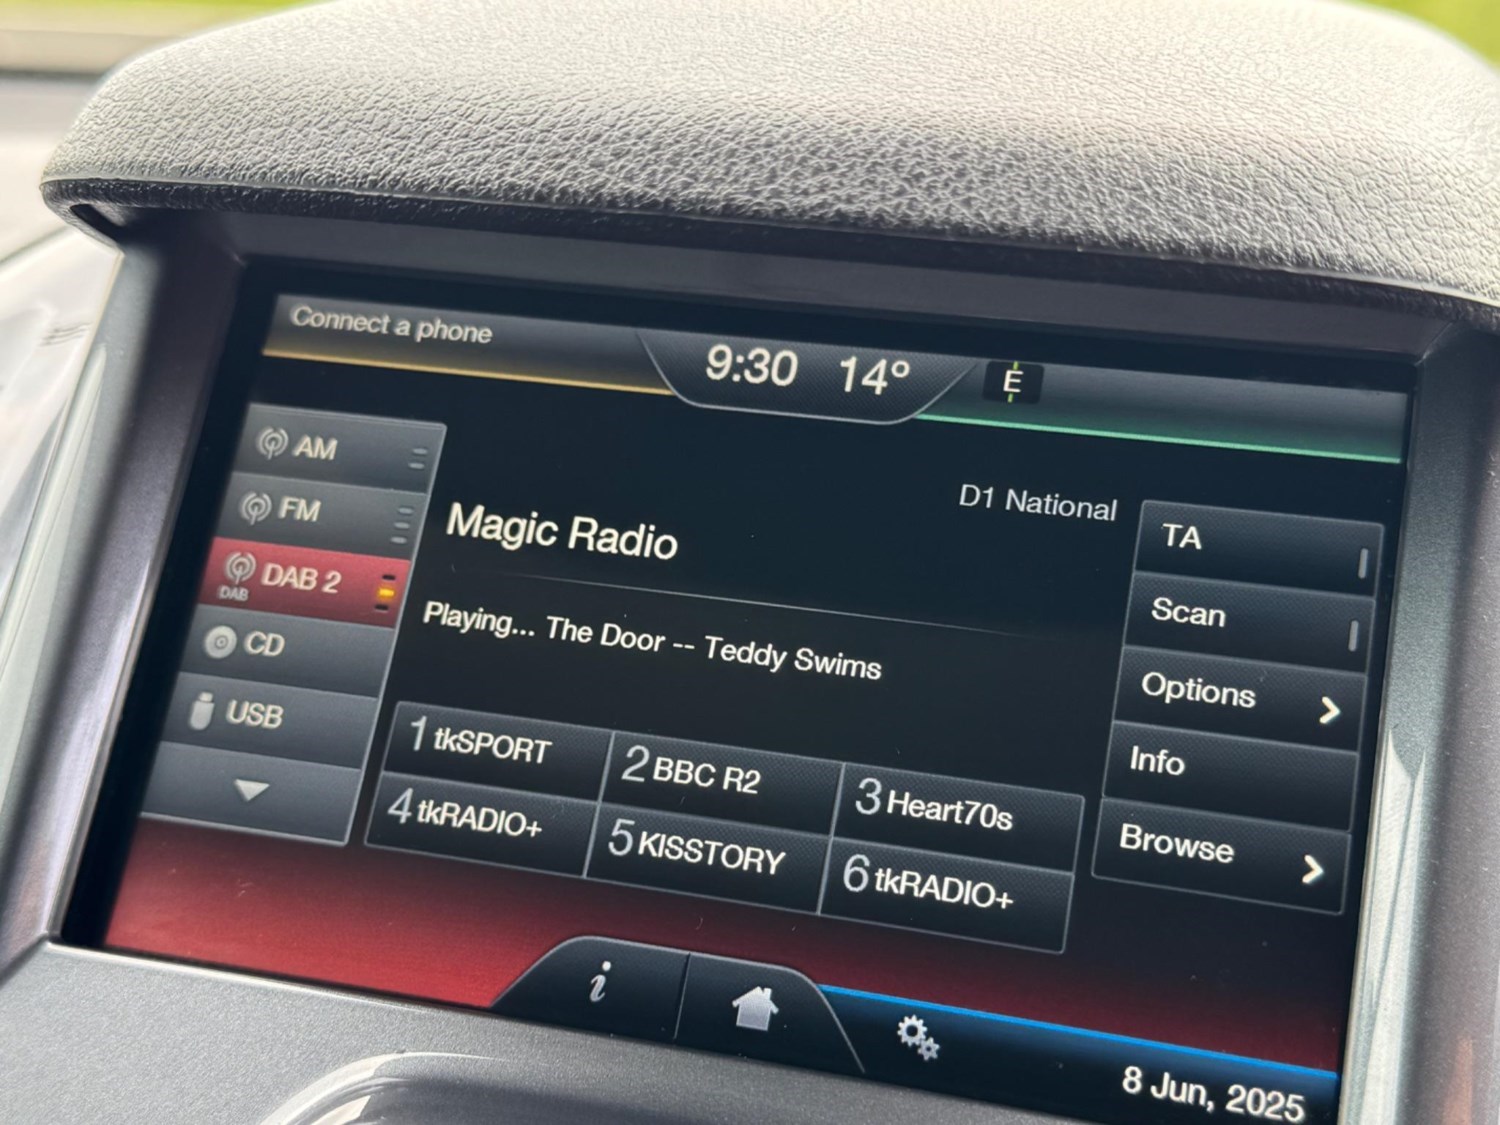 Connect a phone
9:30 14° E
AM
FM
DAB DAB 2
CD
USB
D1 National
Magic Radio
Playing... The Door -- Teddy Swims
1 tkSPORT
2 BBC R2
3 Heart70s
4 tkRADIO+
5 KISSTORY
6 tkRADIO+
TA
Scan
Options
Info
Browse
i
8 Jun, 2025